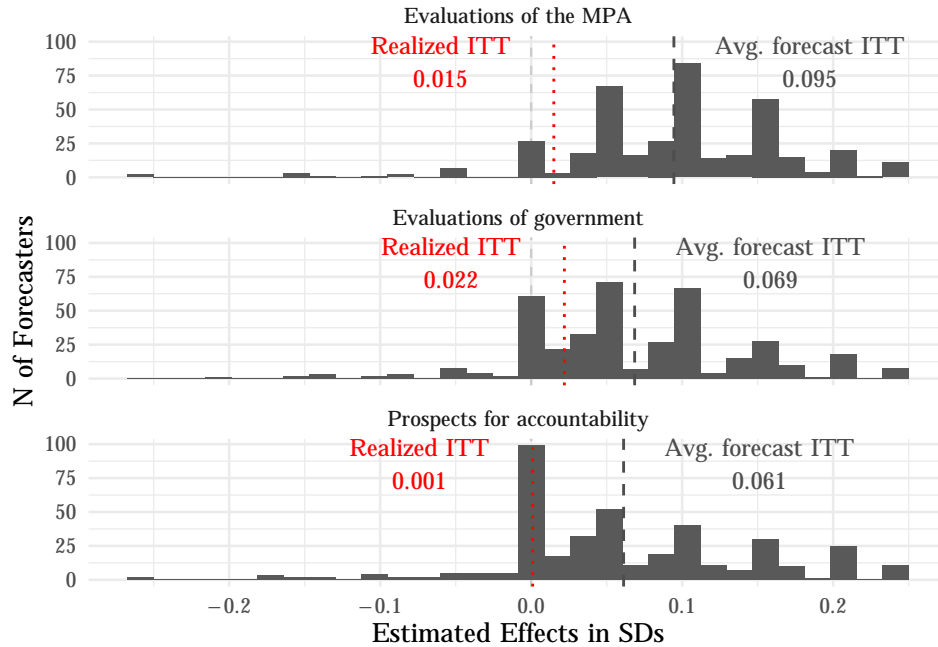 Evaluations of the MPA
100
75
50
25
0
Realized ITT
0.015
Avg. forecast ITT
0.095
Evaluations of government
100
75
50
25
0
Realized ITT
0.022
Avg. forecast ITT
0.069
Prospects for accountability
100
75
50
25
0
Realized ITT
0.001
Avg. forecast ITT
0.061
N of Forecasters
−0.2 −0.1 0.0 0.1 0.2
Estimated Effects in SDs